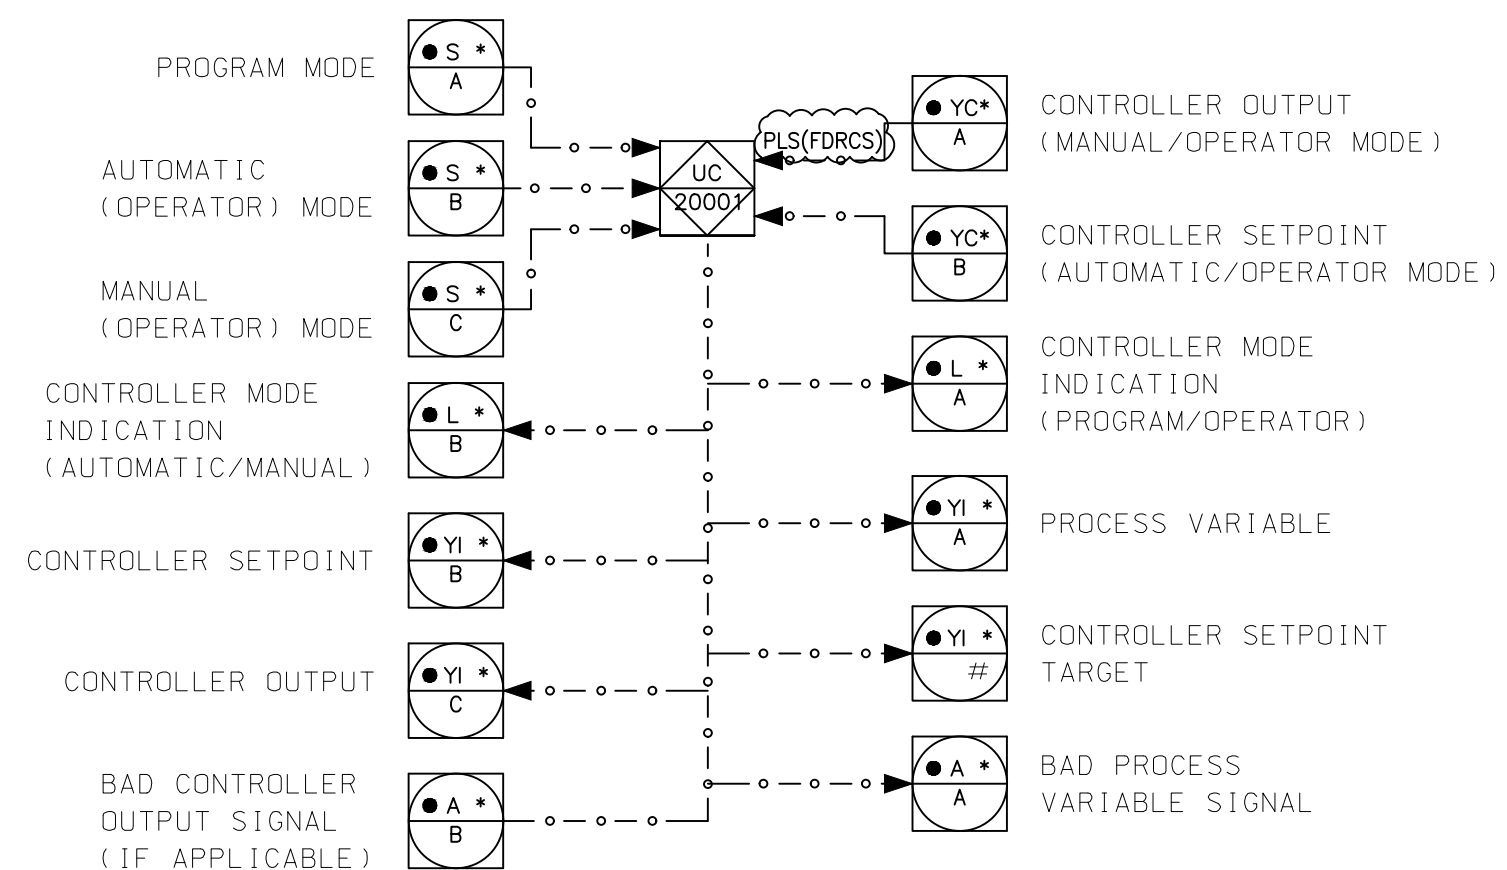 PROGRAM MODE
● S *
A
AUTOMATIC
(OPERATOR) MODE
● S *
B
MANUAL
(OPERATOR) MODE
● S *
C
CONTROLLER MODE
INDICATION
(AUTOMATIC/MANUAL)
● L *
B
CONTROLLER SETPOINT
● YI *
B
CONTROLLER OUTPUT
● YI *
C
BAD CONTROLLER
OUTPUT SIGNAL
(IF APPLICABLE)
● A *
B
UC
20001
PLS(FDRCS)
● YC*
A
CONTROLLER OUTPUT
(MANUAL/OPERATOR MODE)
● YC*
B
CONTROLLER SETPOINT
(AUTOMATIC/OPERATOR MODE)
● L *
A
CONTROLLER MODE
INDICATION
(PROGRAM/OPERATOR)
● YI *
A
PROCESS VARIABLE
● YI *
#
CONTROLLER SETPOINT
TARGET
● A *
A
BAD PROCESS
VARIABLE SIGNAL